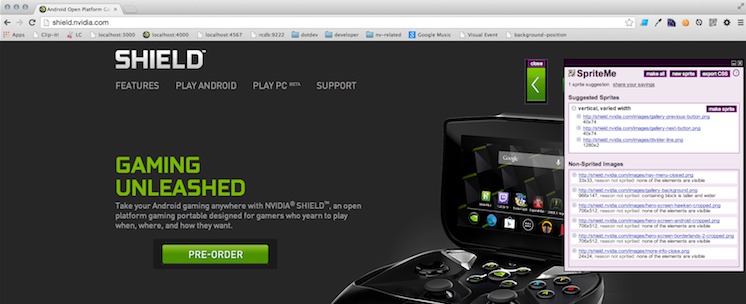 Android Open Platform Ga
shield.nvidia.com
Apps
Clip-it!
LC
localhost:3000
localhost:4000
localhost:4567
rcdb:9222
dotdev
developer
nv-related
Google Music
Visual Event
background-position
SHIELD™
FEATURES PLAY ANDROID PLAY PC BETA SUPPORT
GAMING
UNLEASHED
Take your Android gaming anywhere with NVIDIA® SHIELD™, an open
platform gaming portable designed for gamers who yearn to play
when, where, and how they want.
PRE-ORDER
close
Google
SpriteMe
make all new sprite export CSS
1 sprite suggestion share your savings
Suggested Sprites
vertical, varied width
make sprite
http://shield.nvidia.com/images/gallery-previous-button.png
40x74
http://shield.nvidia.com/images/gallery-next-button.png
40x74
http://shield.nvidia.com/images/divider-line.png
1280x2
Non-Sprited Images
http://shield.nvidia.com/images/nav-menu-closed.png
33x33, reason not sprited: none of the elements are visible
http://shield.nvidia.com/images/gallery-background.png
966x147, reason not sprited: containing block is taller and wider
http://shield.nvidia.com/images/hero-screen-hawken-cropped.png
706x512, reason not sprited: none of the elements are visible
http://shield.nvidia.com/images/hero-screen-android-cropped.png
706x512, reason not sprited: none of the elements are visible
http://shield.nvidia.com/images/hero-screen-borderlands-2-cropped.png
706x512, reason not sprited: none of the elements are visible
http://shield.nvidia.com/images/more-info-close.png
24x24, reason not sprited: none of the elements are visible